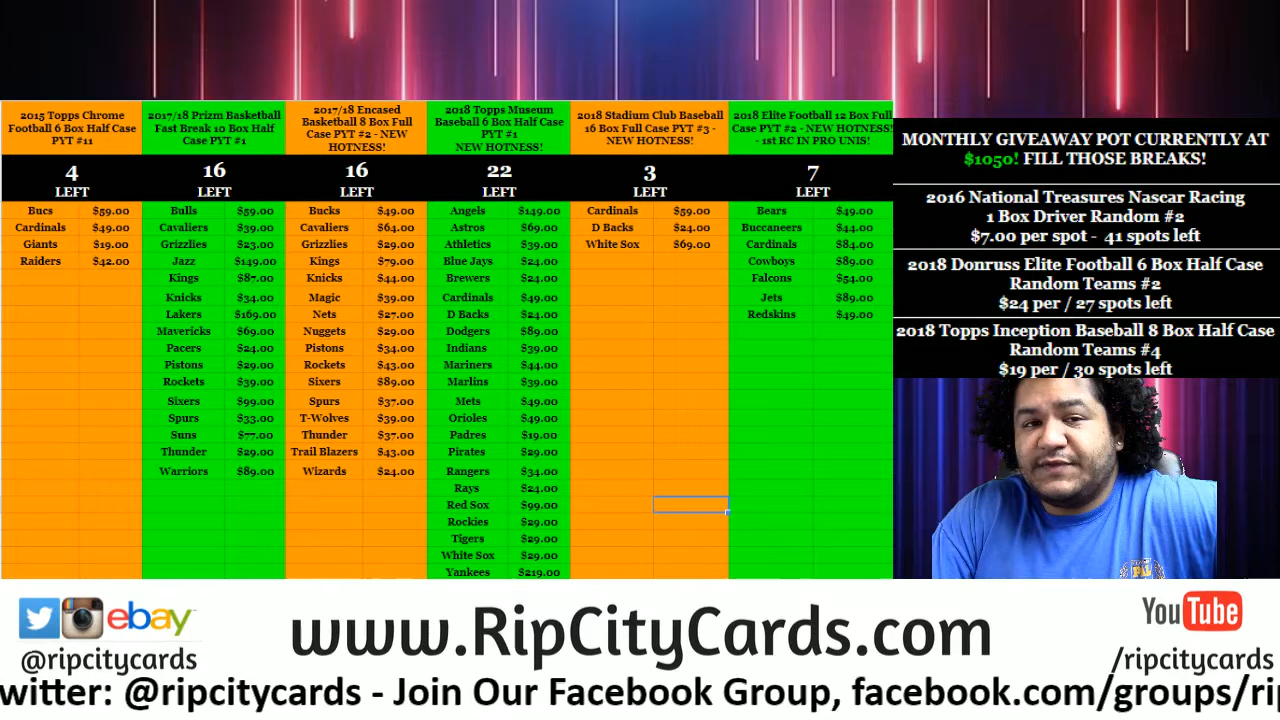 2015 Topps Chrome
Football 6 Box Half Case
PYT #11
4
LEFT
Bucs $59.00
Cardinals $49.00
Giants $19.00
Raiders $42.00
2017/18 Prizm Basketball
Fast Break 10 Box Half
Case PYT #1
16
LEFT
Bulls $59.00
Cavaliers $39.00
Grizzlies $23.00
Jazz $149.00
Kings $87.00
Knicks $34.00
Lakers $169.00
Mavericks $69.00
Pacers $24.00
Pistons $29.00
Rockets $39.00
Sixers $99.00
Spurs $33.00
Suns $77.00
Thunder $29.00
Warriors $89.00
2017/18 Encased
Basketball 8 Box Full
Case PYT #2 - NEW
HOTNESS!
16
LEFT
Bucks $49.00
Cavaliers $64.00
Grizzlies $29.00
Kings $79.00
Knicks $44.00
Magic $39.00
Nets $27.00
Nuggets $29.00
Pistons $34.00
Rockets $43.00
Sixers $89.00
Spurs $37.00
T-Wolves $39.00
Thunder $37.00
Trail Blazers $43.00
Wizards $24.00
2018 Topps Museum
Baseball 6 Box Half Case
PYT #1
NEW HOTNESS!
22
LEFT
Angels $149.00
Astros $69.00
Athletics $39.00
Blue Jays $24.00
Brewers $24.00
Cardinals $49.00
D Backs $24.00
Dodgers $89.00
Indians $39.00
Mariners $44.00
Marlins $39.00
Mets $49.00
Orioles $49.00
Padres $19.00
Pirates $29.00
Rangers $34.00
Rays $24.00
Red Sox $99.00
Rockies $29.00
Tigers $29.00
White Sox $29.00
Yankees $219.00
2018 Stadium Club Baseball
16 Box Full Case PYT #3 -
NEW HOTNESS!
3
LEFT
Cardinals $59.00
D Backs $24.00
White Sox $69.00
2018 Elite Football 12 Box Full
Case PYT #2 - NEW HOTNESS!
- 1st RC IN PRO UNIS!
7
LEFT
Bears $49.00
Buccaneers $44.00
Cardinals $84.00
Cowboys $89.00
Falcons $54.00
Jets $89.00
Redskins $49.00
MONTHLY GIVEAWAY POT CURRENTLY AT
$1050! FILL THOSE BREAKS!
2016 National Treasures Nascar Racing
1 Box Driver Random #2
$7.00 per spot - 41 spots left
2018 Donruss Elite Football 6 Box Half Case
Random Teams #2
$24 per / 27 spots left
2018 Topps Inception Baseball 8 Box Half Case
Random Teams #4
$19 per / 30 spots left
ebay
@ripcitycards
www.RipCityCards.com
YouTube
/ripcitycards
witter: @ripcitycards - Join Our Facebook Group, facebook.com/groups/rip